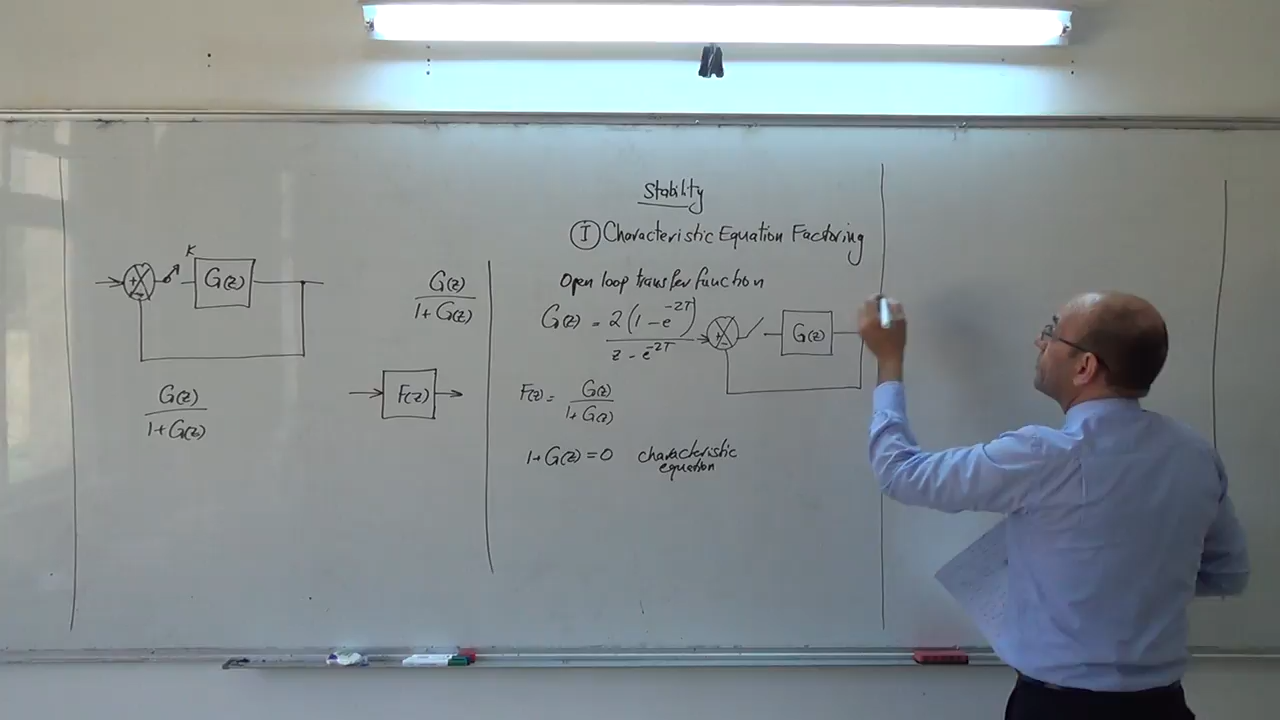 K
G(z)
G(z)
1+G(z)
G(z)
1+G(z)
F(z)
Stability
I Characteristic Equation Factoring
Open loop transfer function
G(z) = 2(1-e^-2T)
z - e^-2T
+
G(z)
F(z) = G(z)
1+G(z)
1+G(z)=0 characteristic
equation